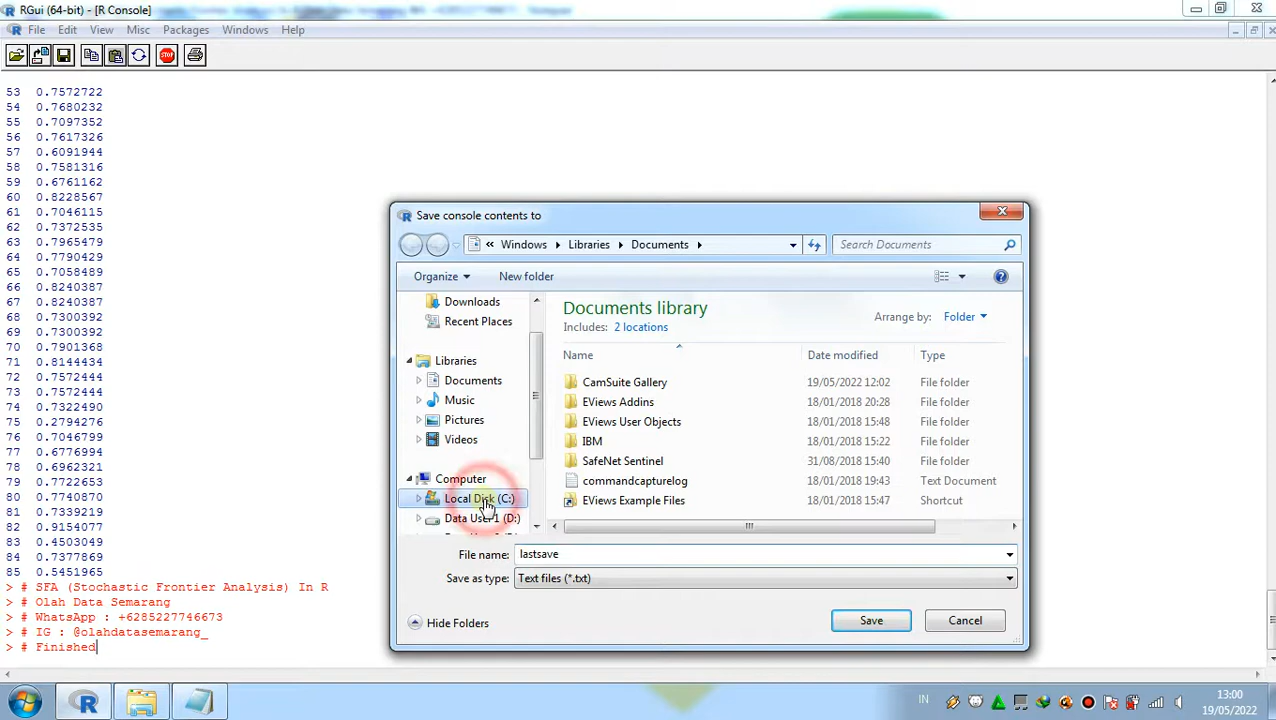 RGui (64-bit) - [R Console]
File Edit View Misc Packages Windows Help
STOP
53 0.7572722
54 0.7680232
55 0.7097352
56 0.7617326
57 0.6091944
58 0.7581316
59 0.6761162
60 0.8228567
61 0.7046115
62 0.7372535
63 0.7965479
64 0.7790429
65 0.7058489
66 0.8240387
67 0.8240387
68 0.7300392
69 0.7300392
70 0.7901368
71 0.8144434
72 0.7572444
73 0.7572444
74 0.7322490
75 0.2794276
76 0.7046799
77 0.6776994
78 0.6962321
79 0.7722653
80 0.7740870
81 0.7339219
82 0.9154077
83 0.4503049
84 0.7377869
85 0.5451965
> # SFA (Stochastic Frontier Analysis) In R
> # Olah Data Semarang
> # WhatsApp : +6285227746673
> # IG : @olahdatasemarang_
> # Finished
Save console contents to
« Windows Libraries Documents
Search Documents
Organize New folder
Downloads
Recent Places
Libraries
Documents
Music
Pictures
Videos
Computer
Local Disk (C:)
Data User1 (D:)
Documents library
Includes: 2 locations
Arrange by: Folder
Name Date modified Type
CamSuite Gallery 19/05/2022 12:02 File folder
EViews Addins 18/01/2018 20:28 File folder
EViews User Objects 18/01/2018 15:48 File folder
IBM 18/01/2018 15:22 File folder
SafeNet Sentinel 31/08/2018 15:40 File folder
commandcapturelog 18/01/2018 19:43 Text Document
EViews Example Files 18/01/2018 15:47 Shortcut
File name: lastsave
Save as type: Text files (*.txt)
Hide Folders
Save Cancel
IN
13:00
19/05/2022